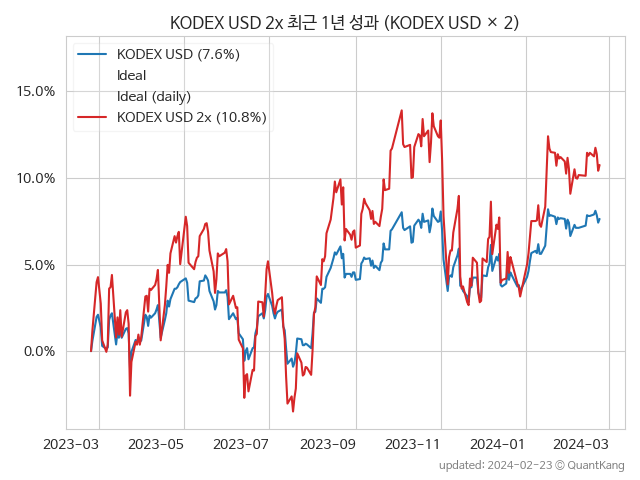 KODEX USD 2x 최근 1년 성과 (KODEX USD × 2)
KODEX USD (7.6%)
Ideal
Ideal (daily)
KODEX USD 2x (10.8%)
15.0%
10.0%
5.0%
0.0%
2023-03 2023-05 2023-07 2023-09 2023-11 2024-01 2024-03
updated: 2024-02-23 © QuantKang